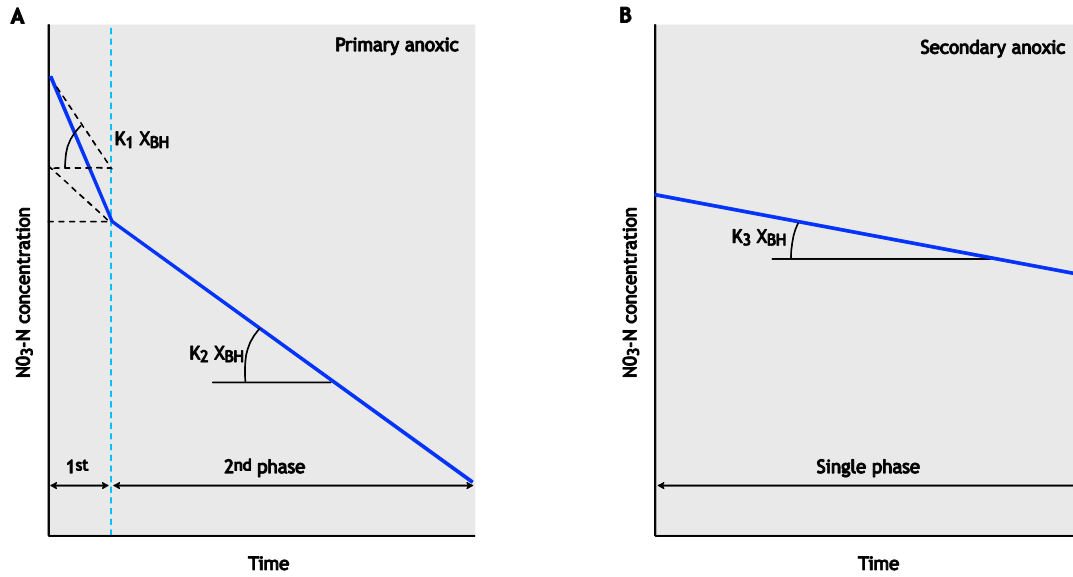 A
Primary anoxic
K1 XBH
K2 XBH
1st
2nd phase
N03-N concentration
Time
B
Secondary anoxic
K3 XBH
Single phase
N03-N concentration
Time